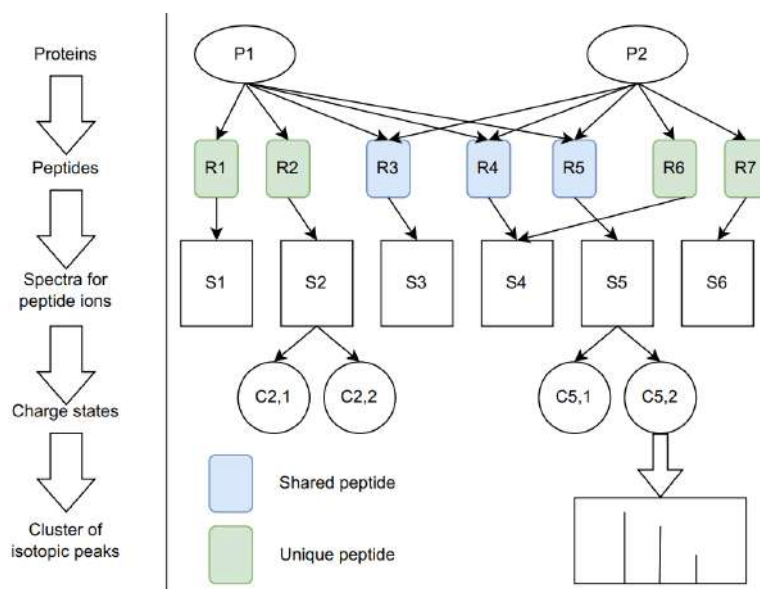 Proteins
P1
P2
Peptides
R1
R2
R3
R4
R5
R6
R7
Spectra for
peptide ions
S1
S2
S3
S4
S5
S6
Charge states
C2,1
C2,2
C5,1
C5,2
Shared peptide
Cluster of
isotopic peaks
Unique peptide